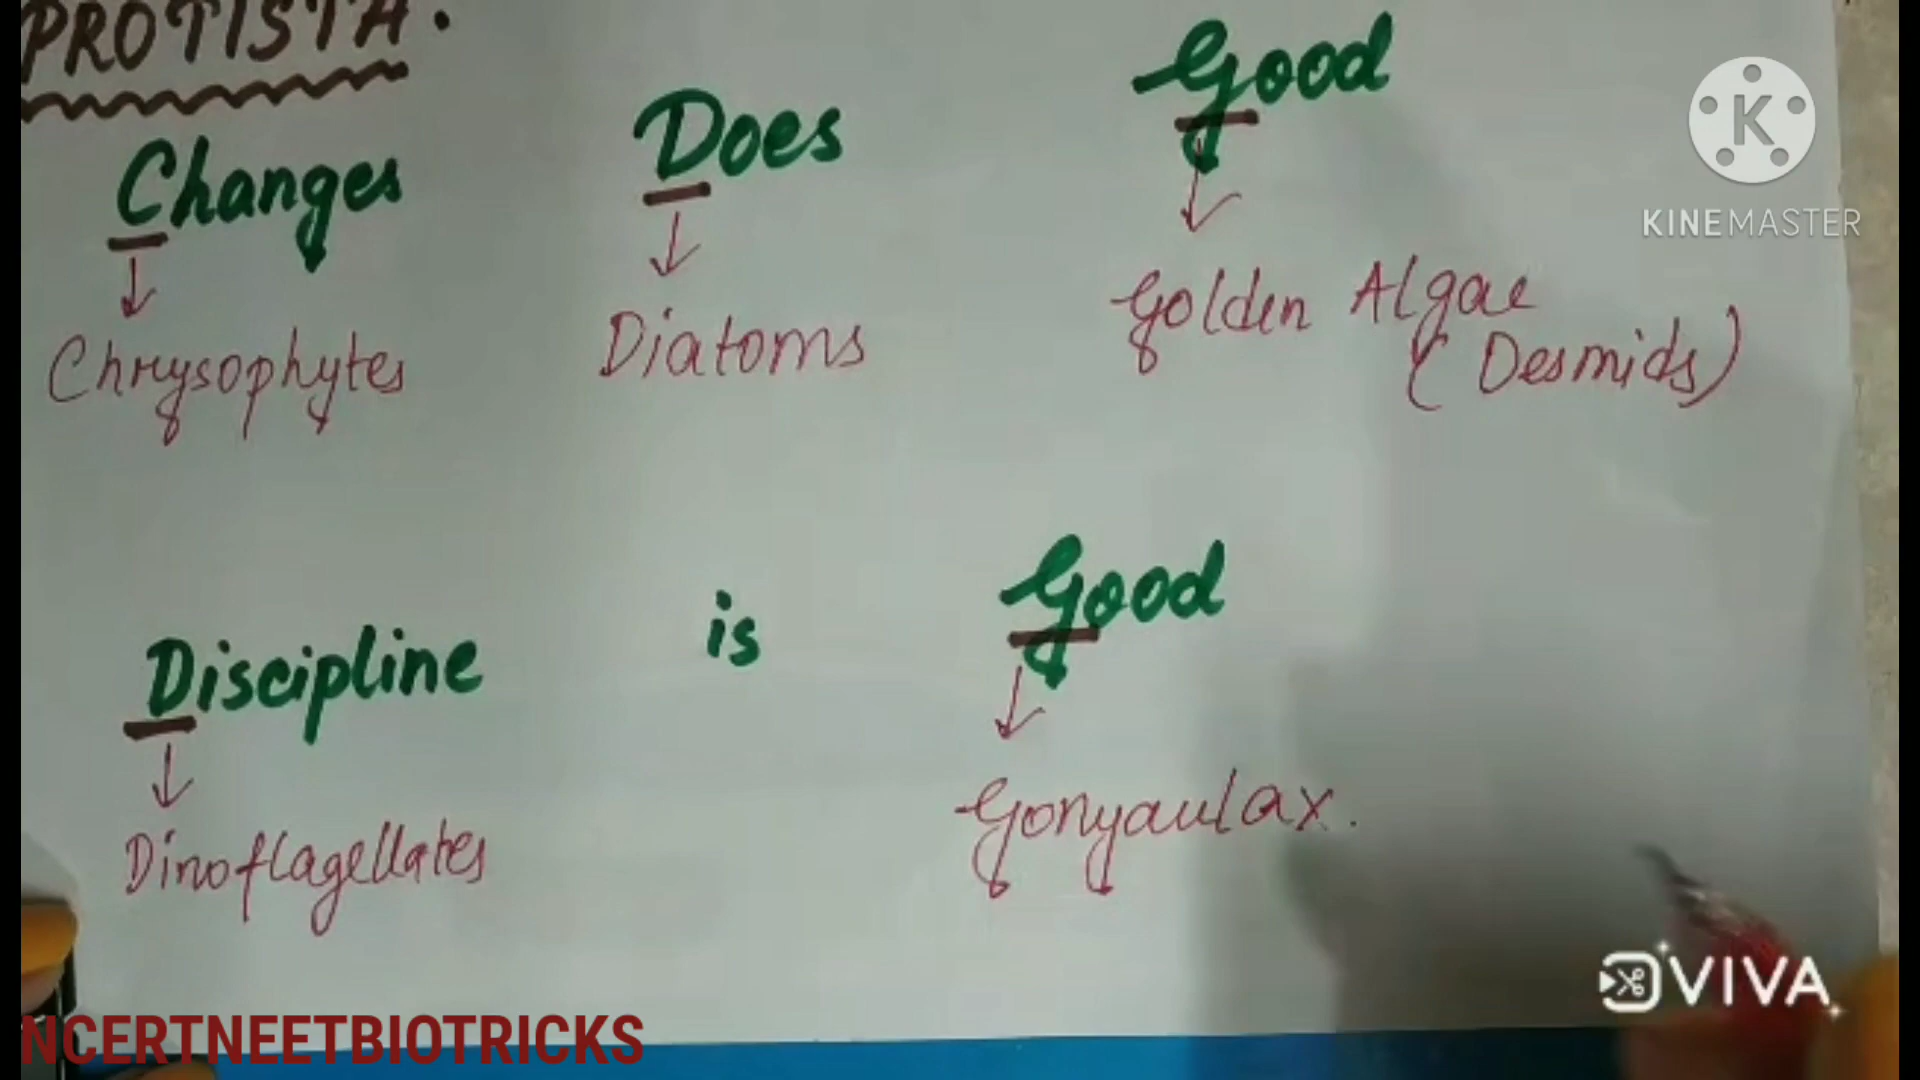 PROTISTA.
Changes Does Good
Chrysophytes Diatoms Golden Algae
(Desmids)
Discipline is Good
Dinoflagellates Gonyaulax.
K
KINEMASTER
VIVA
NCERTNEETBIOTRICKS